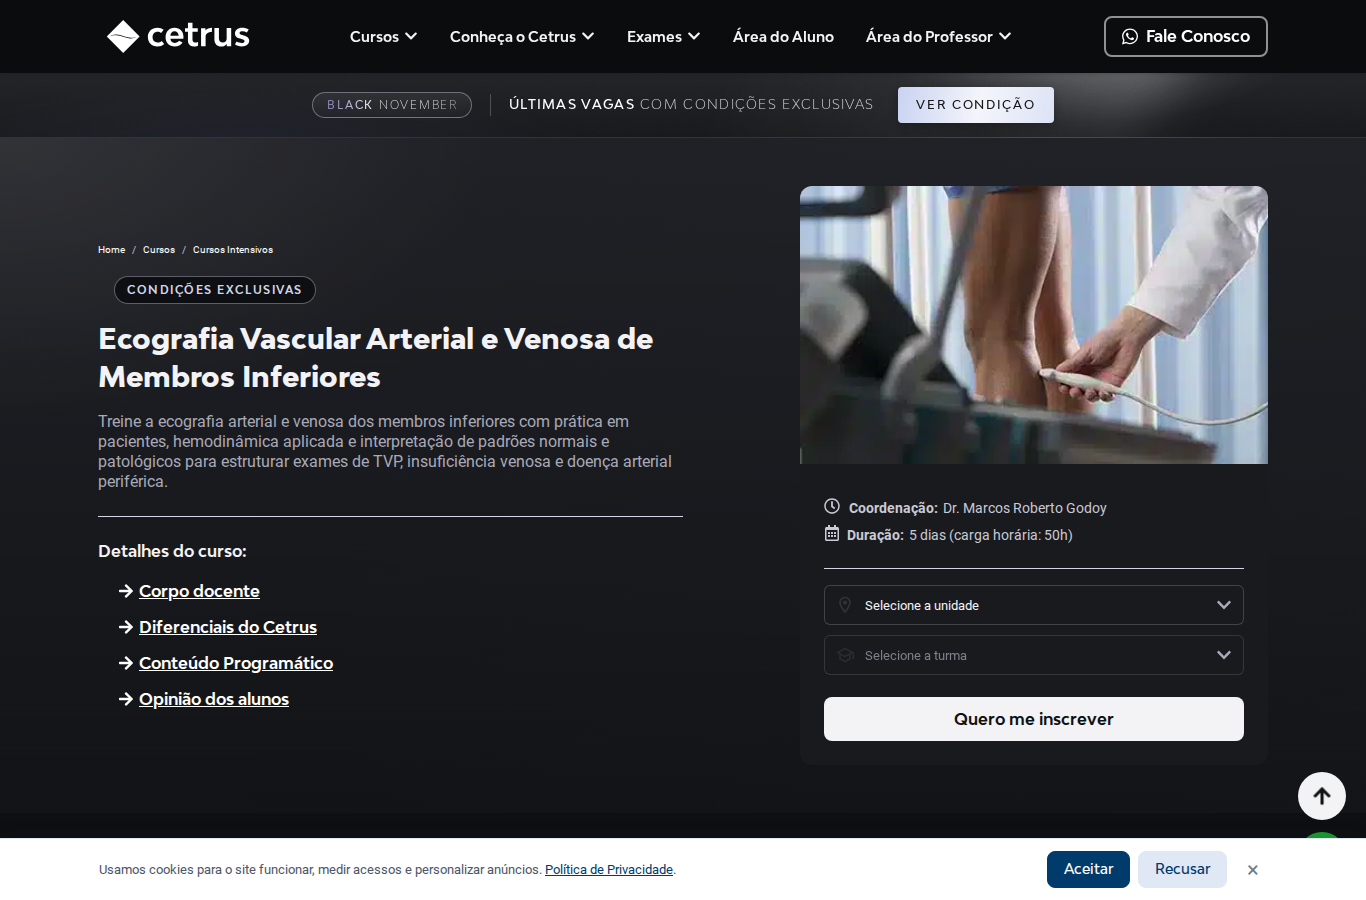 cetrus
Cursos
Conheça o Cetrus
Exames
Área do Aluno
Área do Professor
Fale Conosco
BLACK NOVEMBER
ÚLTIMAS VAGAS COM CONDIÇÕES EXCLUSIVAS
VER CONDIÇÃO
Home / Cursos / Cursos Intensivos
CONDIÇÕES EXCLUSIVAS
Ecografia Vascular Arterial e Venosa de
Membros Inferiores
Treine a ecografia arterial e venosa dos membros inferiores com prática em
pacientes, hemodinâmica aplicada e interpretação de padrões normais e
patológicos para estruturar exames de TVP, insuficiência venosa e doença arterial
periférica.
Detalhes do curso:
Corpo docente
Diferenciais do Cetrus
Conteúdo Programático
Opinião dos alunos
Coordenação: Dr. Marcos Roberto Godoy
Duração: 5 dias (carga horária: 50h)
Selecione a unidade
Selecione a turma
Quero me inscrever
Usamos cookies para o site funcionar, medir acessos e personalizar anúncios. Política de Privacidade.
Aceitar
Recusar
×